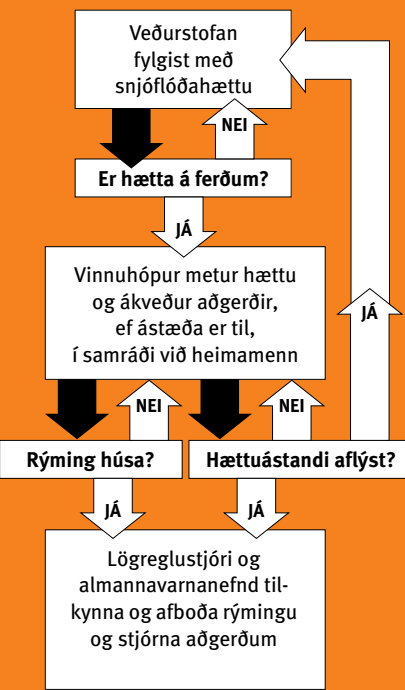 Veðurstofan
fylgist með
snjóflóðahættu
NEI
Er hætta á ferðum?
JÁ
Vinnuhópur metur hættu
og ákveður aðgerðir,
ef ástæða er til,
í samráði við heimamenn
JÁ
NEI
NEI
Rýming húsa?
Hættuástandi aflýst?
JÁ
JÁ
Lögreglustjóri og
almannavarnanefnd til-
kynna og afboða rýmingu
og stjórna aðgerðum